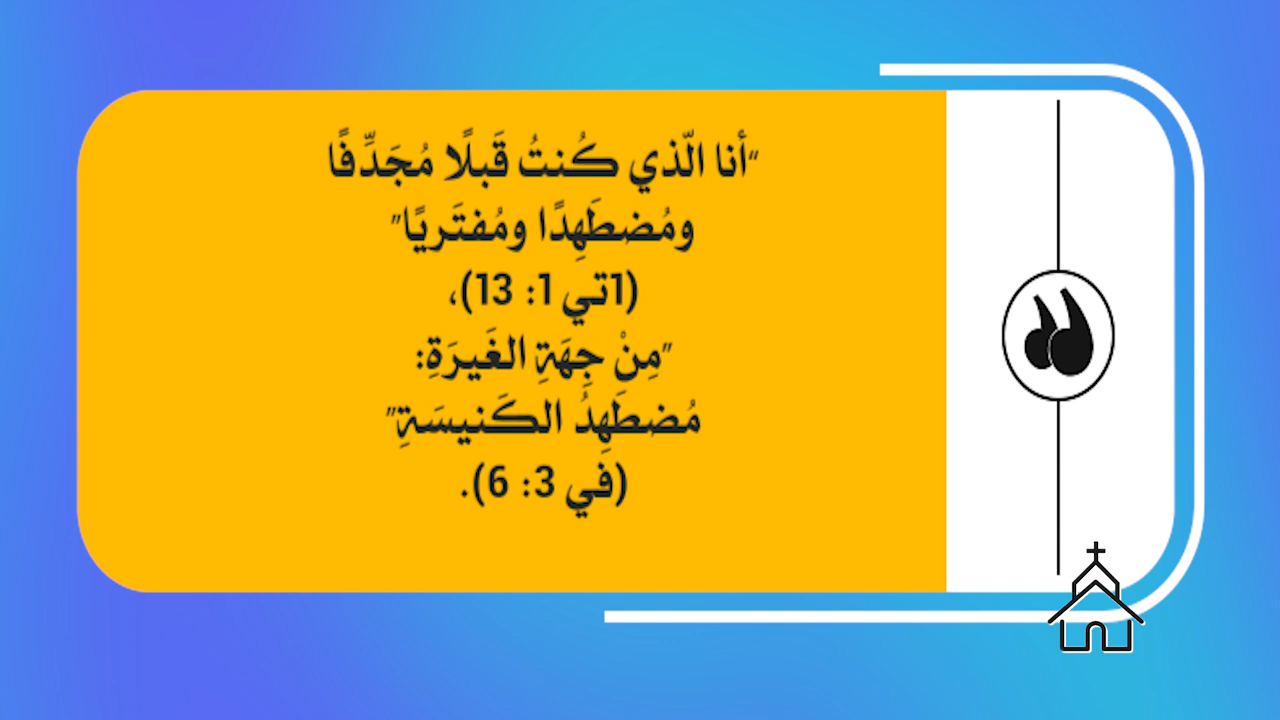 "أنا الّذي كُنتُ قَبلًا مُجَدِّفًا
ومُضطَهِدًا ومُفتَريًا"
(1تي 1: 13)،
"مِنْ جِهَةِ الغَيرَةِ:
مُضطَهِدُ الكَنيسَةِ"
(في 3: 6).